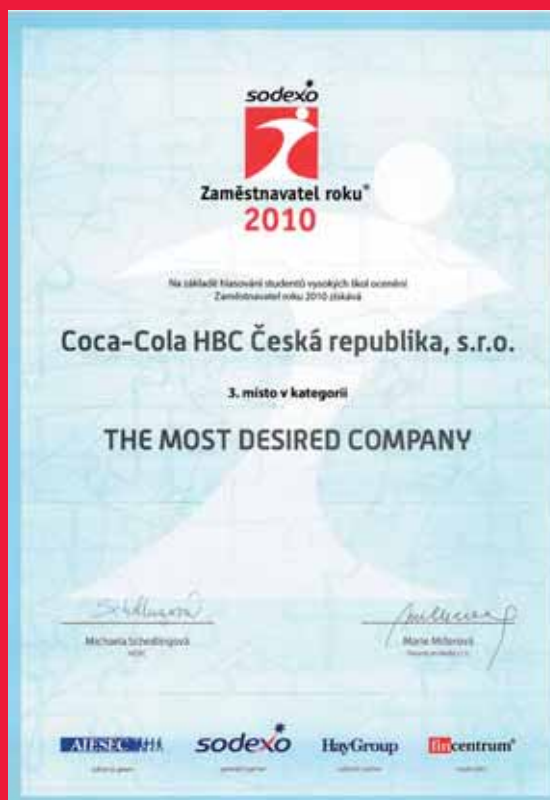 sodexo
Zaměstnavatel roku®
2010
Na základě hlasování studentů vysokých škol ocenění
Zaměstnavatel roku 2010 získává
Coca-Cola HBC Česká republika, s.r.o.
3. místo v kategorii
THE MOST DESIRED COMPANY
Michaela Schedlingová
Marie Millerová
AIESEC
sodexo
HayGroup
fincentrum®